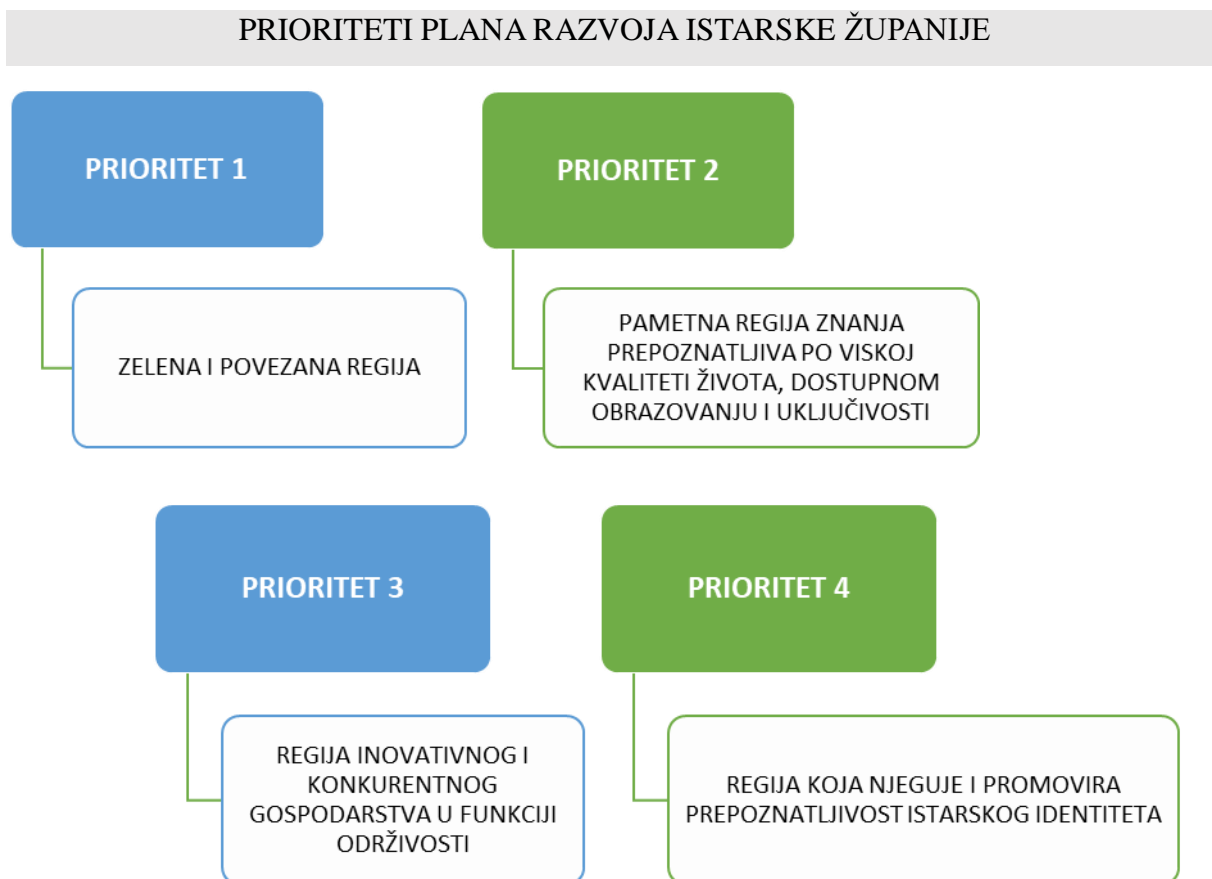 PRIORITETI PLANA RAZVOJA ISTARSKE ŽUPANIJE
PRIORITET 1
ZELENA I POVEZANA REGIJA
PRIORITET 2
PAMETNA REGIJA ZNANJA
PREPOZNATLJIVA PO VISKOJ
KVALITETI ŽIVOTA, DOSTUPNOM
OBRAZOVANJU I UKLJUČIVOSTI
PRIORITET 3
REGIJA INOVATIVNOG I
KONKURENTNOG
GOSPODARSTVA U FUNKCIJI
ODRŽIVOSTI
PRIORITET 4
REGIJA KOJA NJEGUJE I PROMOVIRA
PREPOZNATLJIVOST ISTARSKOG IDENTITETA